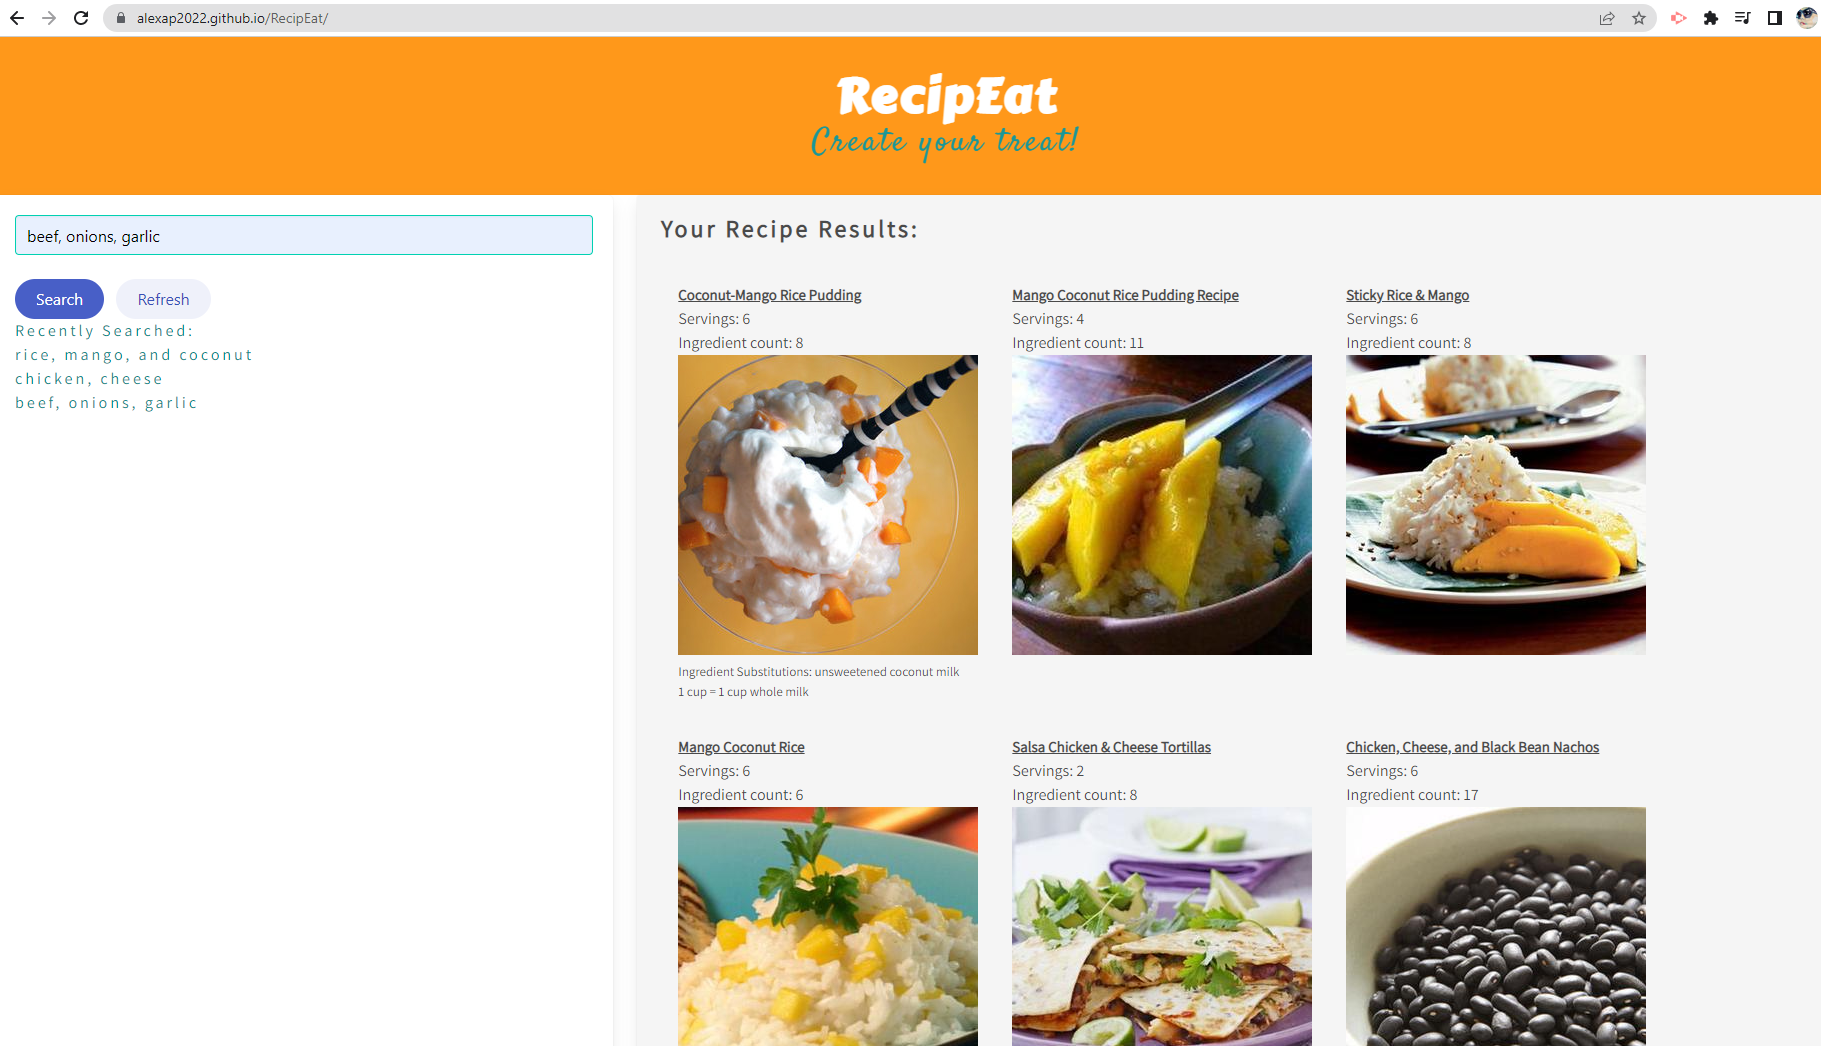 alexap2022.github.io/RecipEat/
RecipEat
Create your treat!
beef, onions, garlic
Search Refresh
Recently Searched:
rice, mango, and coconut
chicken, cheese
beef, onions, garlic
Your Recipe Results:
Coconut-Mango Rice Pudding
Servings: 6
Ingredient count: 8
Ingredient Substitutions: unsweetened coconut milk
1 cup = 1 cup whole milk
Mango Coconut Rice Pudding Recipe
Servings: 4
Ingredient count: 11
Sticky Rice & Mango
Servings: 6
Ingredient count: 8
Mango Coconut Rice
Servings: 6
Ingredient count: 6
Salsa Chicken & Cheese Tortillas
Servings: 2
Ingredient count: 8
Chicken, Cheese, and Black Bean Nachos
Servings: 6
Ingredient count: 17